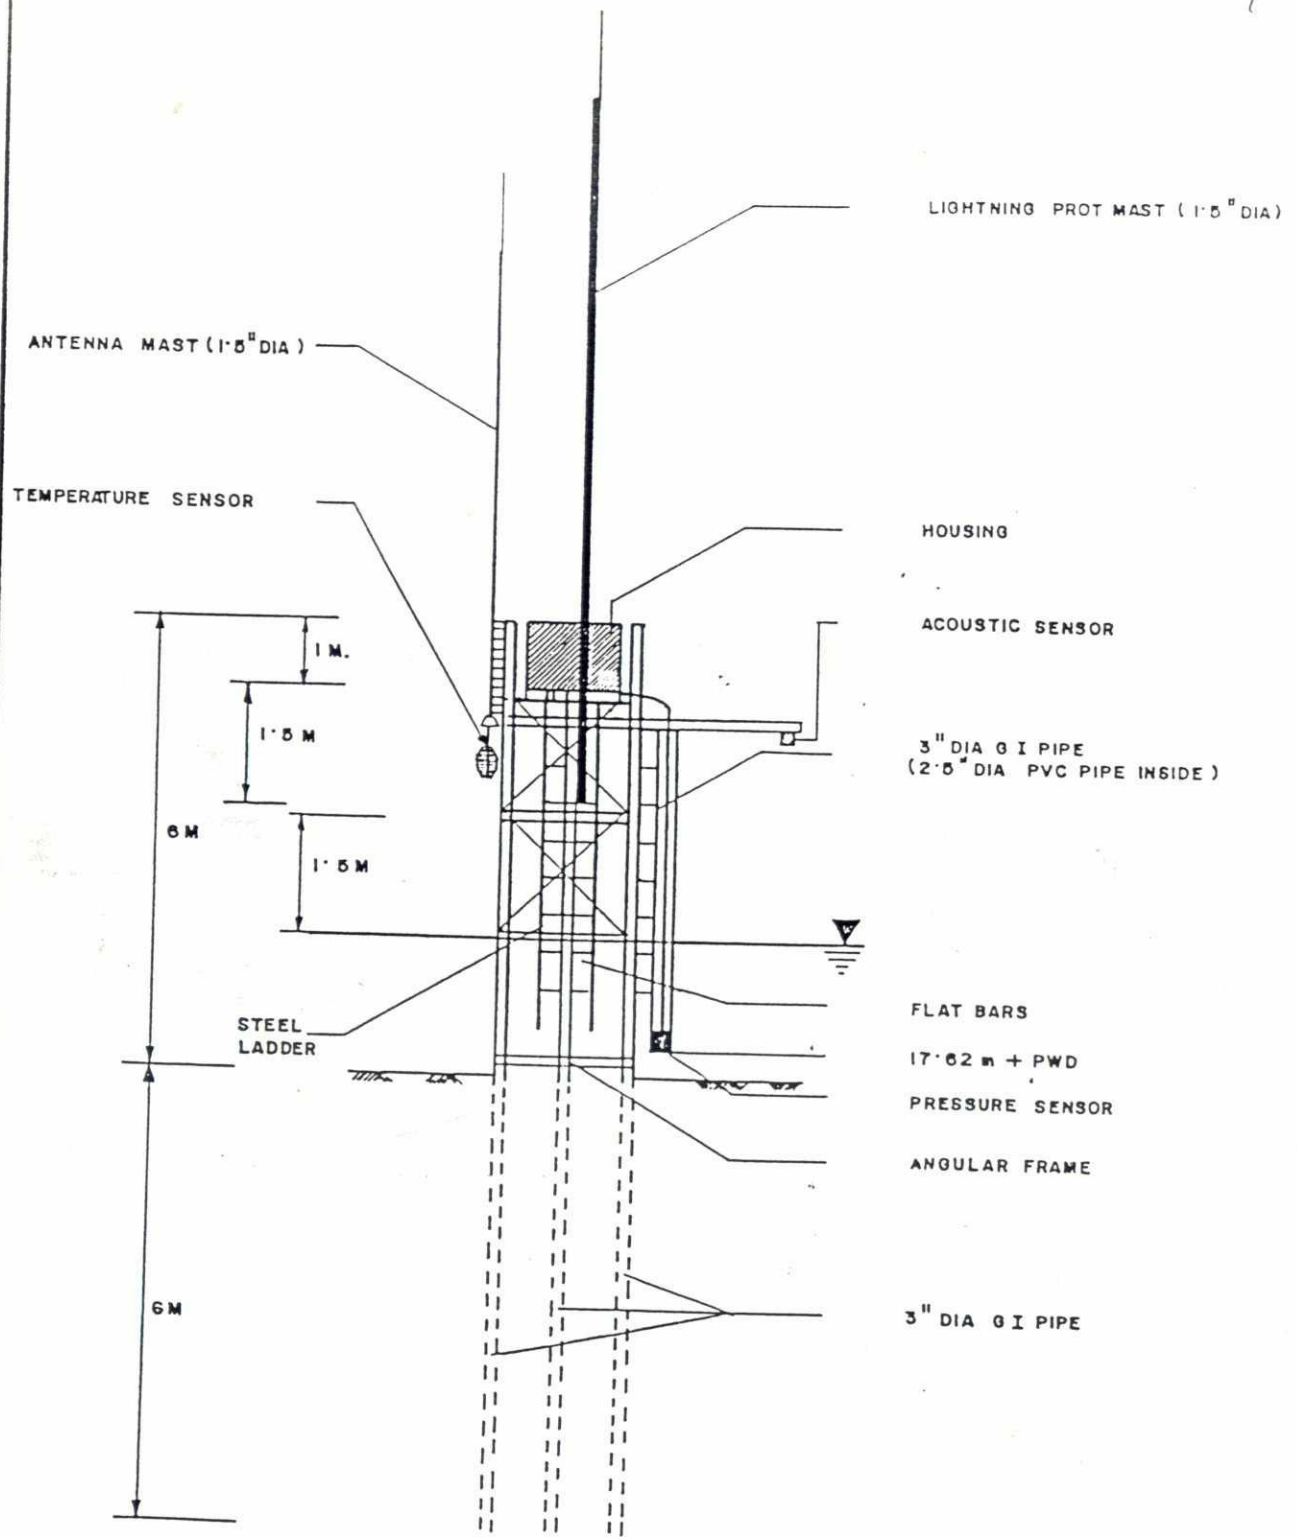 LIGHTNING PROT MAST (1·5" DIA)
ANTENNA MAST (1·5" DIA)
TEMPERATURE SENSOR
HOUSING
ACOUSTIC SENSOR
1 M.
1·5 M
3" DIA G I PIPE
(2·5" DIA PVC PIPE INSIDE)
6 M
1·5 M
FLAT BARS
STEEL
LADDER
17·62 m + PWD
PRESSURE SENSOR
ANGULAR FRAME
6 M
3" DIA G I PIPE